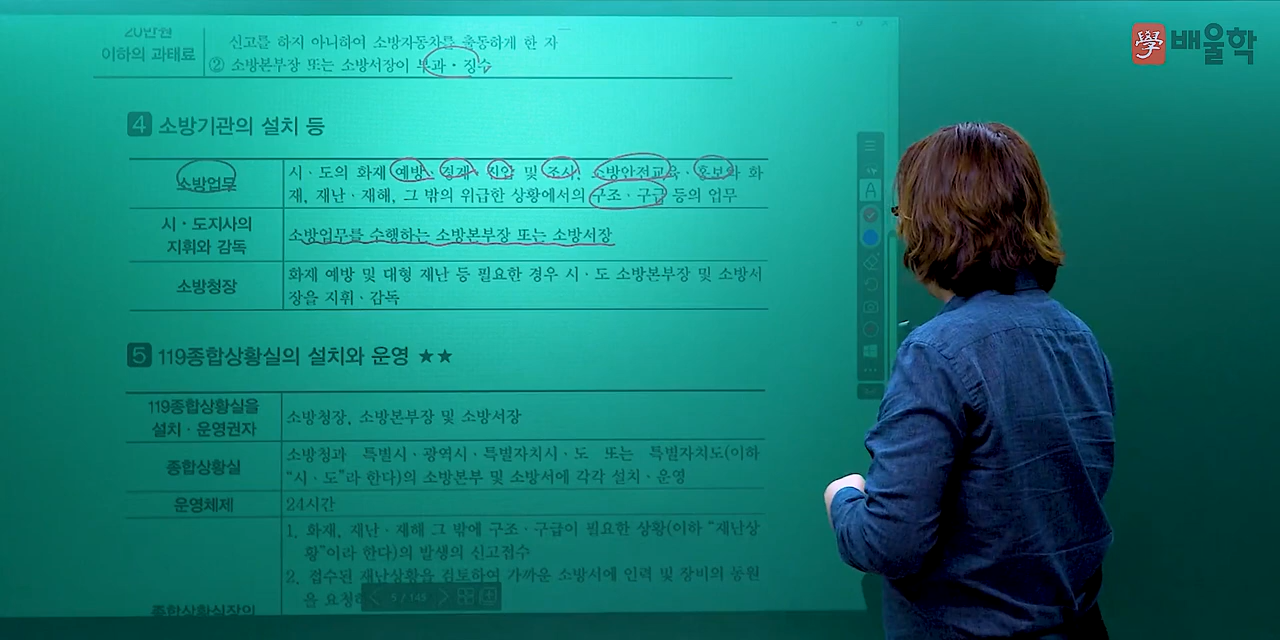 20만원
이하의 과태료
신고를 하지 아니하여 소방자동차를 출동하게 한 자
② 소방본부장 또는 소방서장이 부과·징수
學 배울학
4 소방기관의 설치 등
소방업무
시·도의 화재 예방·경계·진압 및 조사, 소방안전교육·홍보와 화
재, 재난·재해, 그 밖의 위급한 상황에서의 구조·구급 등의 업무
시·도지사의
지휘와 감독
소방업무를 수행하는 소방본부장 또는 소방서장
소방청장
화재 예방 및 대형 재난 등 필요한 경우 시·도 소방본부장 및 소방서
장을 지휘·감독
5 119종합상황실의 설치와 운영 ★★
119종합상황실을
설치·운영권자
소방청장, 소방본부장 및 소방서장
종합상황실
소방청과 특별시·광역시·특별자치시·도 또는 특별자치도(이하
“시·도”라 한다)의 소방본부 및 소방서에 각각 설치·운영
운영체제
24시간
1. 화재, 재난·재해 그 밖에 구조·구급이 필요한 상황(이하 “재난상
황”이라 한다)의 발생의 신고접수
2. 접수된 재난상황을 검토하여 가까운 소방서에 인력 및 장비의 동원
을 요청
종합상황실장의
5 / 145